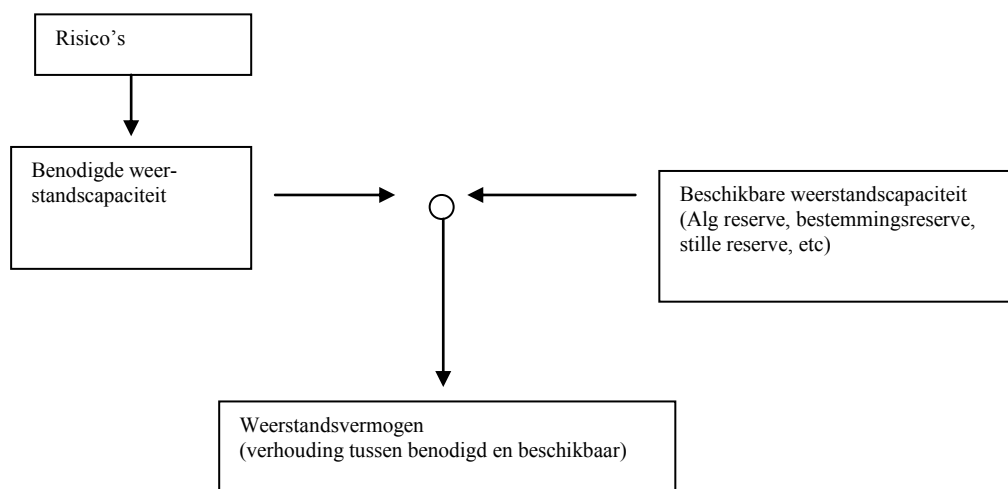 Risico’s
Benodigde weer-
standscapaciteit
Beschikbare weerstandscapaciteit
(Alg reserve, bestemmingsreserve,
stille reserve, etc)
Weerstandsvermogen
(verhouding tussen benodigd en beschikbaar)